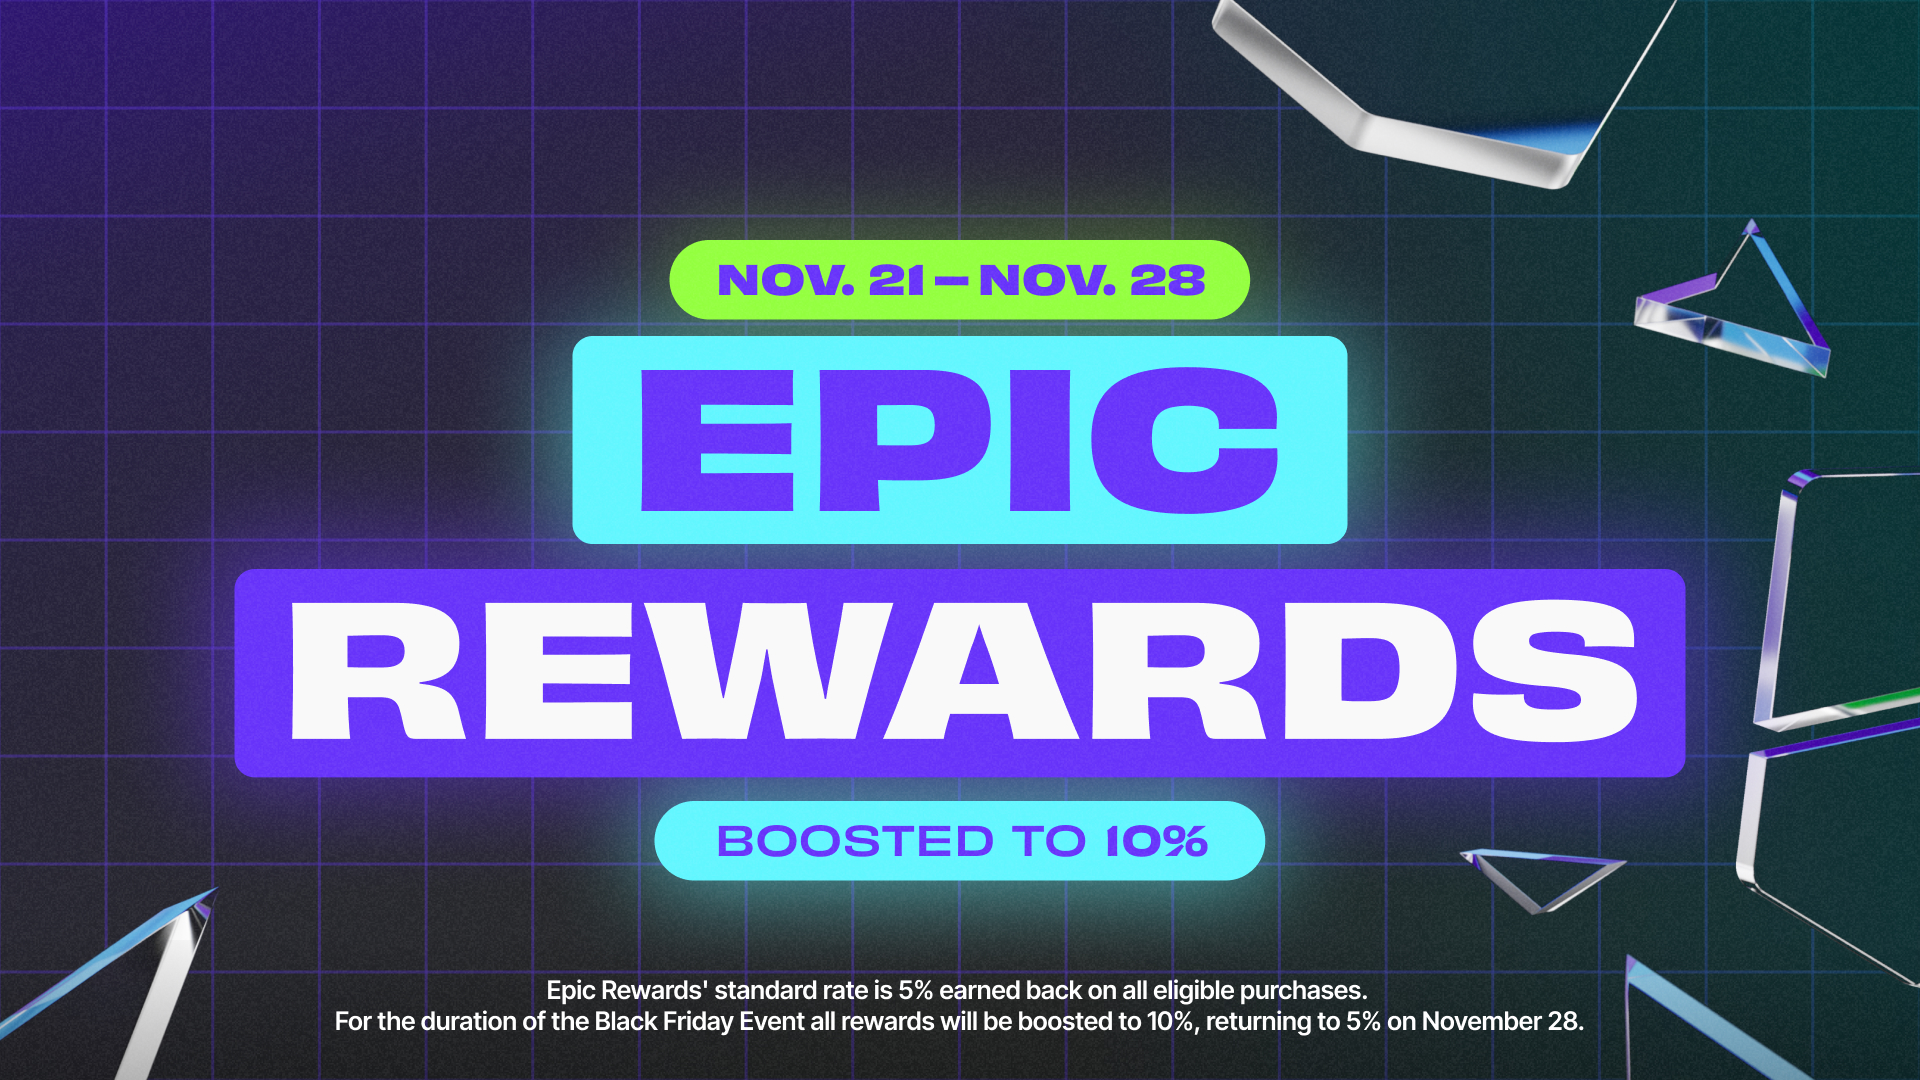 NOV. 21 – NOV. 28
EPIC
REWARDS
BOOSTED TO 10%
Epic Rewards' standard rate is 5% earned back on all eligible purchases.
For the duration of the Black Friday Event all rewards will be boosted to 10%, returning to 5% on November 28.